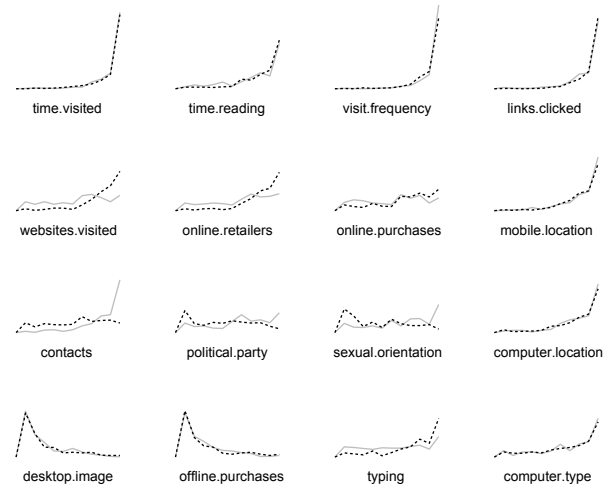 time.visited time.reading visit.frequency links.clicked
websites.visited online.retailers online.purchases mobile.location
contacts political.party sexual.orientation computer.location
desktop.image offline.purchases typing computer.type